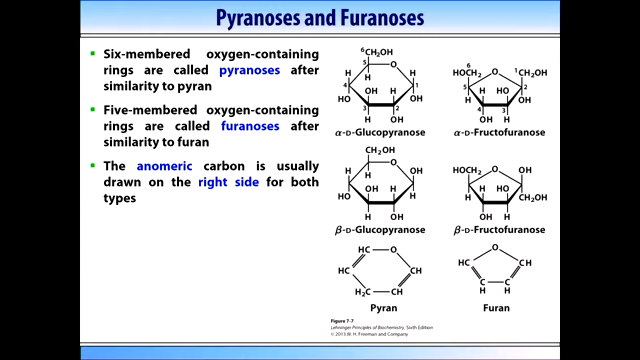 Pyranoses and Furanoses
Six-membered oxygen-containing
rings are called pyranoses after
similarity to pyran
Five-membered oxygen-containing
rings are called furanoses after
similarity to furan
The anomeric carbon is usually
drawn on the right side for both
types
6CH2OH
5
H
O
H
H
4
H
1
HO
OH
H
OH
3
2
H
OH
α-D-Glucopyranose
6
HOCH2
O
1CH2OH
5
2
H
H
HO
OH
4
3
OH
H
α-D-Fructofuranose
CH2OH
H
O
OH
H
HO
OH
H
H
H
OH
β-D-Glucopyranose
HOCH2
O
OH
H
H
HO
CH2OH
OH
H
β-D-Fructofuranose
HC
O
HC
CH
H2C
CH
Pyran
O
HC
CH
C
C
H
H
Furan
Figure 7-7
Lehninger Principles of Biochemistry, Sixth Edition
© 2013 W. H. Freeman and Company